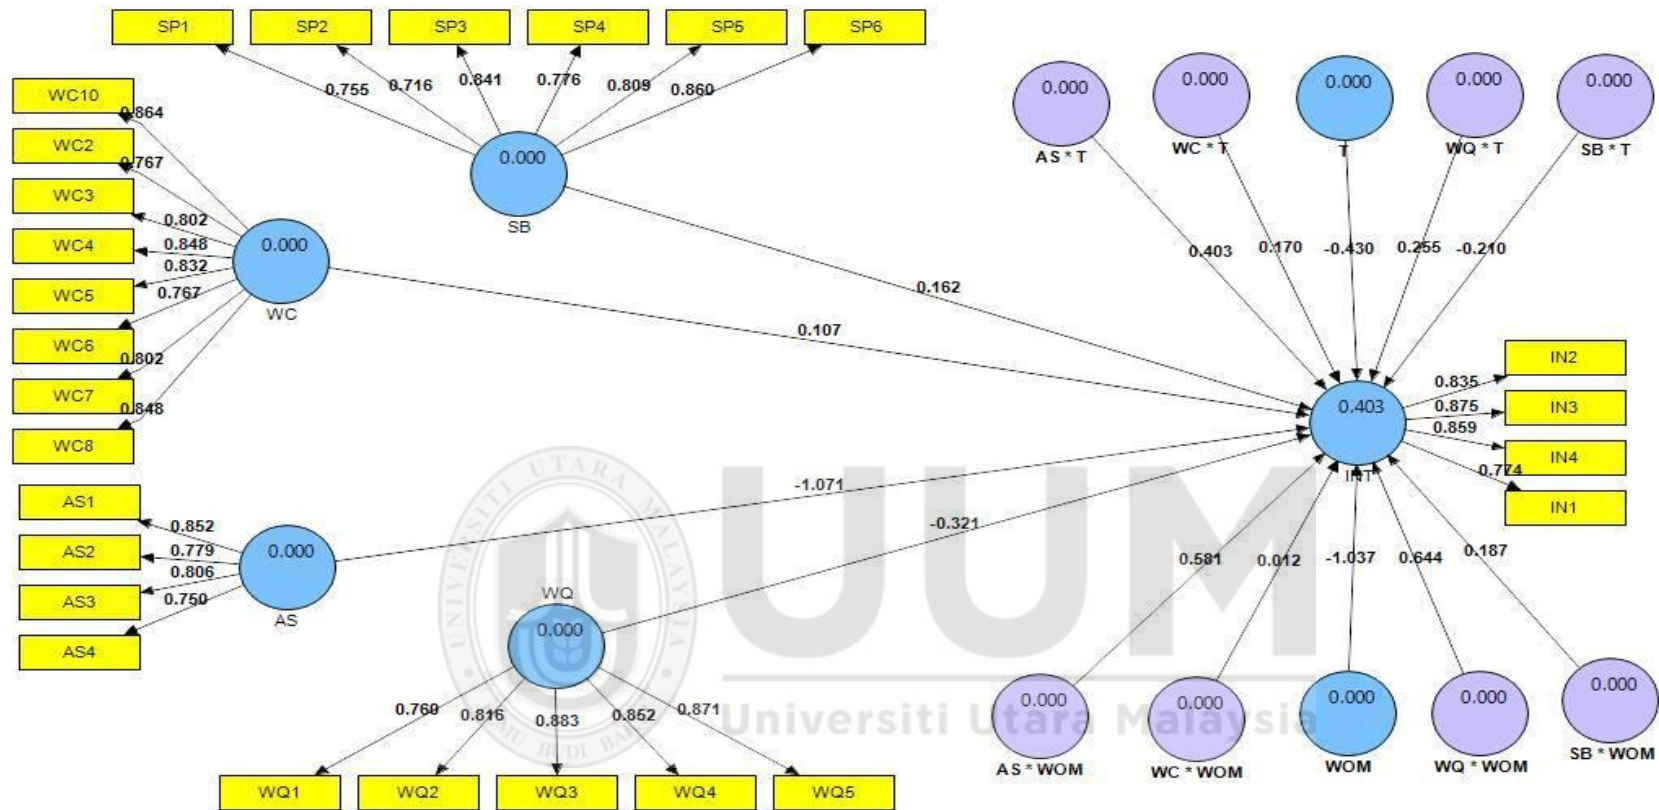 SP1 SP2 SP3 SP4 SP5 SP6
0.755 0.716 0.841 0.776 0.809 0.860
0.000
SB
WC10
WC2
WC3
WC4
WC5
WC6
WC7
WC8
0.864
0.767
0.802
0.848
0.832
0.767
0.802
0.848
0.000
WC
0.162
0.107
AS1
AS2
AS3
AS4
0.852
0.779
0.806
0.750
0.000
AS
-1.071
-0.321
WQ
0.000
0.760 0.816 0.883 0.852 0.871
WQ1 WQ2 WQ3 WQ4 WQ5
0.000 0.000 0.000 0.000 0.000
AS * T WC * T T WQ * T SB * T
0.403 0.170 -0.430 0.255 -0.210
0.403
INT
0.835
0.875
0.859
0.774
IN2
IN3
IN4
IN1
0.581 0.012 -1.037 0.644 0.187
0.000 0.000 0.000 0.000 0.000
AS * WOM WC * WOM WOM WQ * WOM SB * WOM
UNIVERSITI UTARA MALAYSIA
UUM
Universiti Utara Malaysia